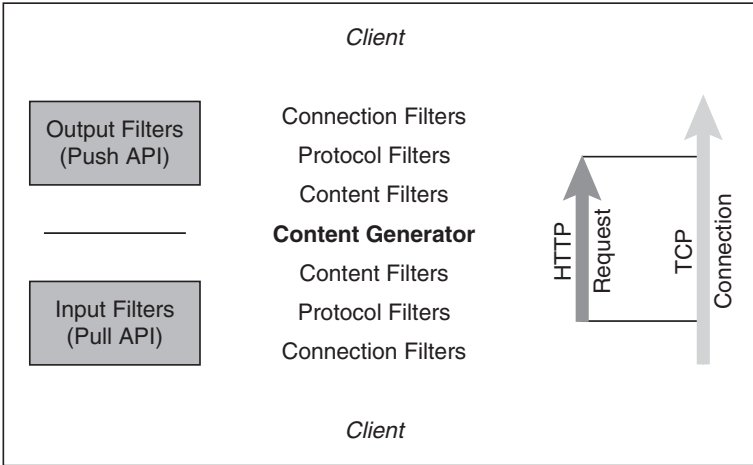 Client
Output Filters
(Push API)
Connection Filters
Protocol Filters
Content Filters
Content Generator
Content Filters
Protocol Filters
Connection Filters
Input Filters
(Pull API)
HTTP
Request
TCP
Connection
Client